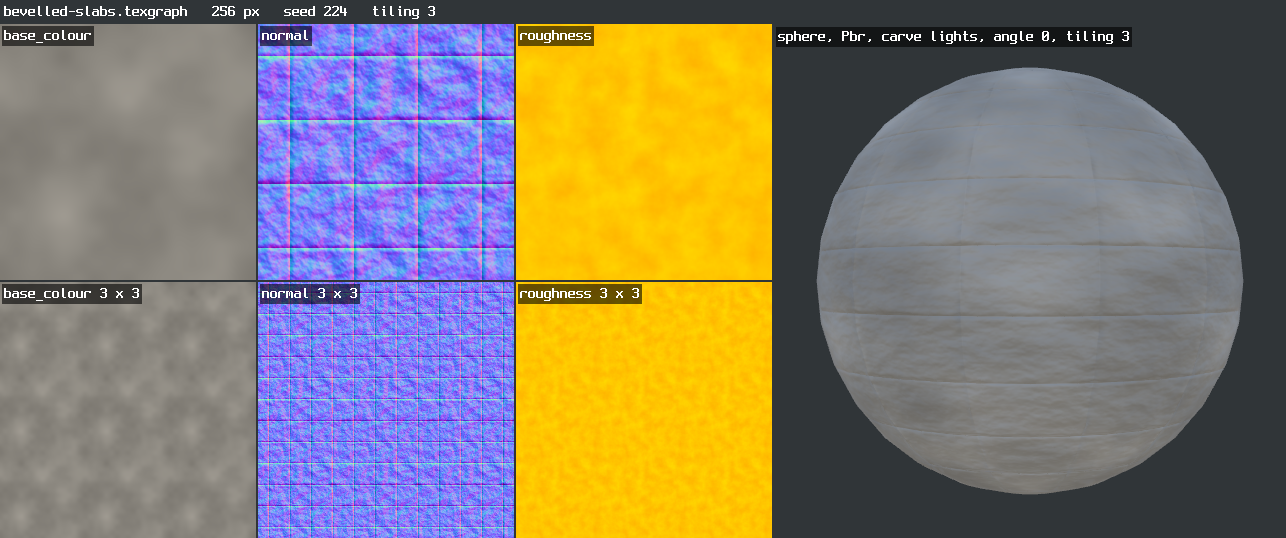 bevelled-slabs.texgraph   256 px   seed 224   tiling 3
base_colour
normal
roughness
sphere, Pbr, carve lights, angle 0, tiling 3
base_colour 3 x 3
normal 3 x 3
roughness 3 x 3